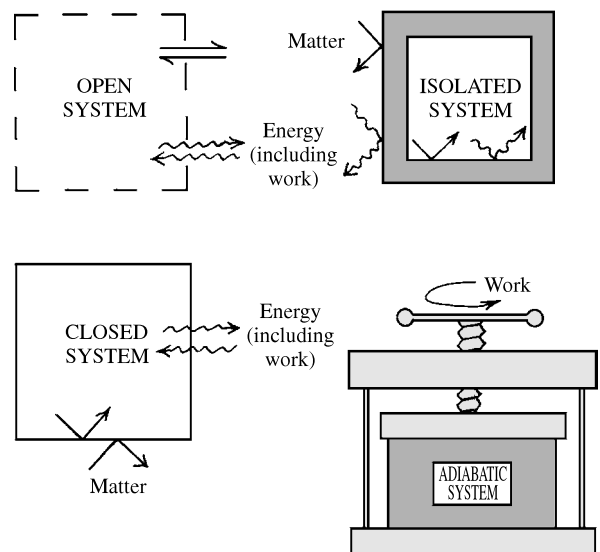 OPEN
SYSTEM
Matter
ISOLATED
SYSTEM
Energy
(including
work)
CLOSED
SYSTEM
Energy
(including
work)
Matter
Work
ADIABATIC
SYSTEM